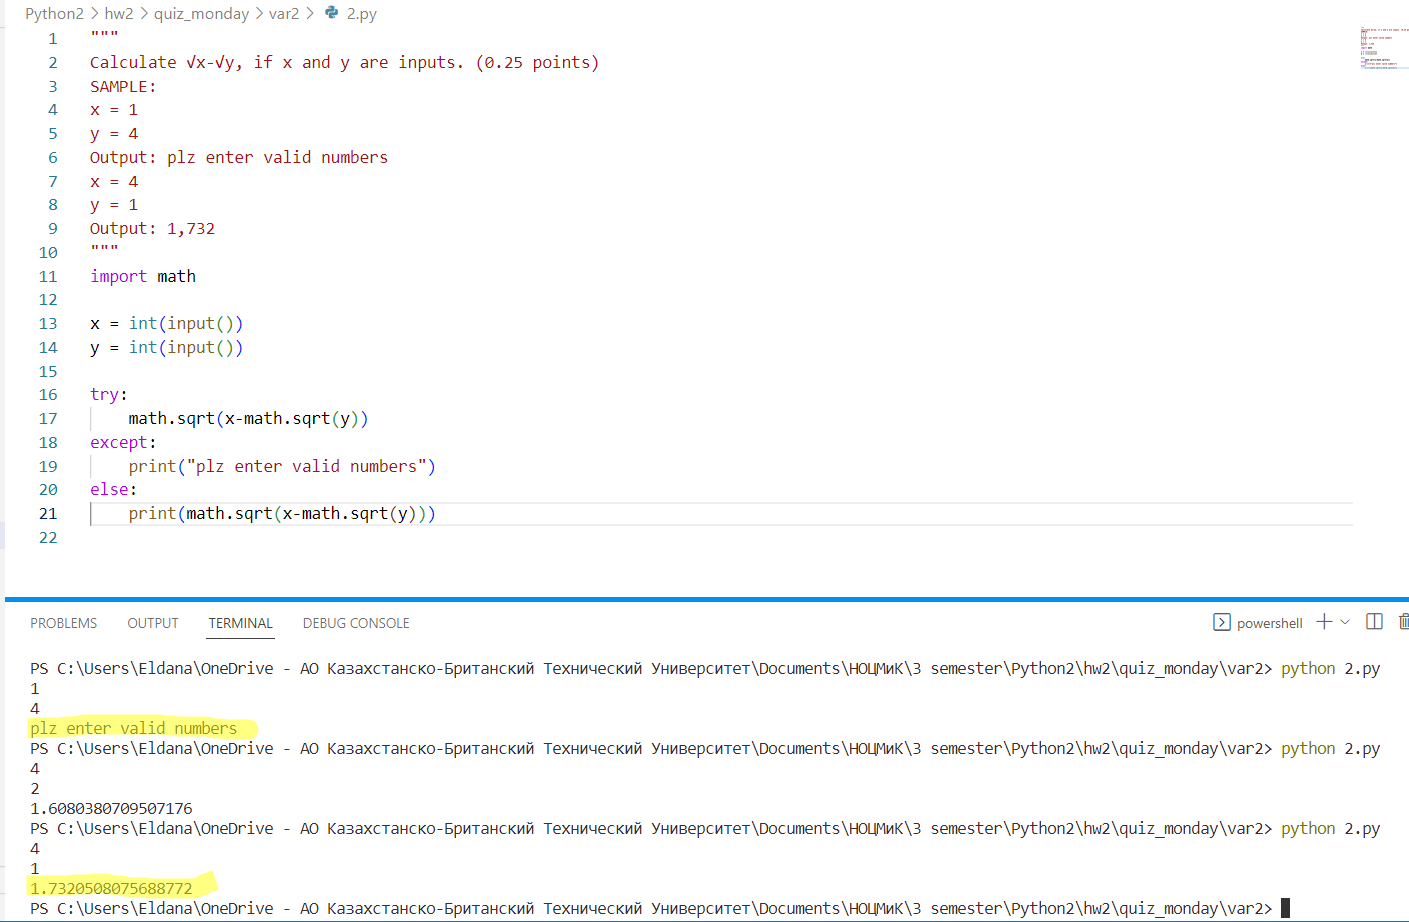 Python2 > hw2 > quiz_monday > var2 > 2.py
1 """
2 Calculate √x-√y, if x and y are inputs. (0.25 points)
3 SAMPLE:
4 x = 1
5 y = 4
6 Output: plz enter valid numbers
7 x = 4
8 y = 1
9 Output: 1,732
10 """
11 import math
12
13 x = int(input())
14 y = int(input())
15
16 try:
17     math.sqrt(x-math.sqrt(y))
18 except:
19     print("plz enter valid numbers")
20 else:
21     print(math.sqrt(x-math.sqrt(y)))
22
PROBLEMS OUTPUT TERMINAL DEBUG CONSOLE powershell
PS C:\Users\Eldana\OneDrive - АО Казахстанско-Британский Технический Университет\Documents\НОЦМиК\3 semester\Python2\hw2\quiz_monday\var2> python 2.py
1
4
plz enter valid numbers
PS C:\Users\Eldana\OneDrive - АО Казахстанско-Британский Технический Университет\Documents\НОЦМиК\3 semester\Python2\hw2\quiz_monday\var2> python 2.py
4
2
1.6080380709507176
PS C:\Users\Eldana\OneDrive - АО Казахстанско-Британский Технический Университет\Documents\НОЦМиК\3 semester\Python2\hw2\quiz_monday\var2> python 2.py
4
1
1.7320508075688772
PS C:\Users\Eldana\OneDrive - АО Казахстанско-Британский Технический Университет\Documents\НОЦМиК\3 semester\Python2\hw2\quiz_monday\var2>